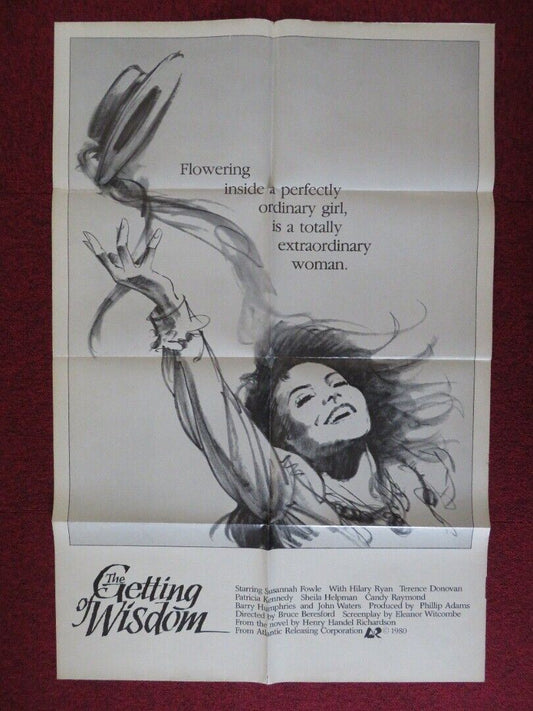 Flowering
inside a perfectly
ordinary girl,
is a totally
extraordinary
woman.
The
Getting
of Wisdom
Starring Susannah Fowle With Hilary Ryan Terence Donovan
Patricia Kennedy Sheila Helpman Candy Raymond
Barry Humphries and John Waters Produced by Phillip Adams
Directed by Bruce Beresford Screenplay by Eleanor Witcombe
From the novel by Henry Handel Richardson
From Atlantic Releasing Corporation © 1980